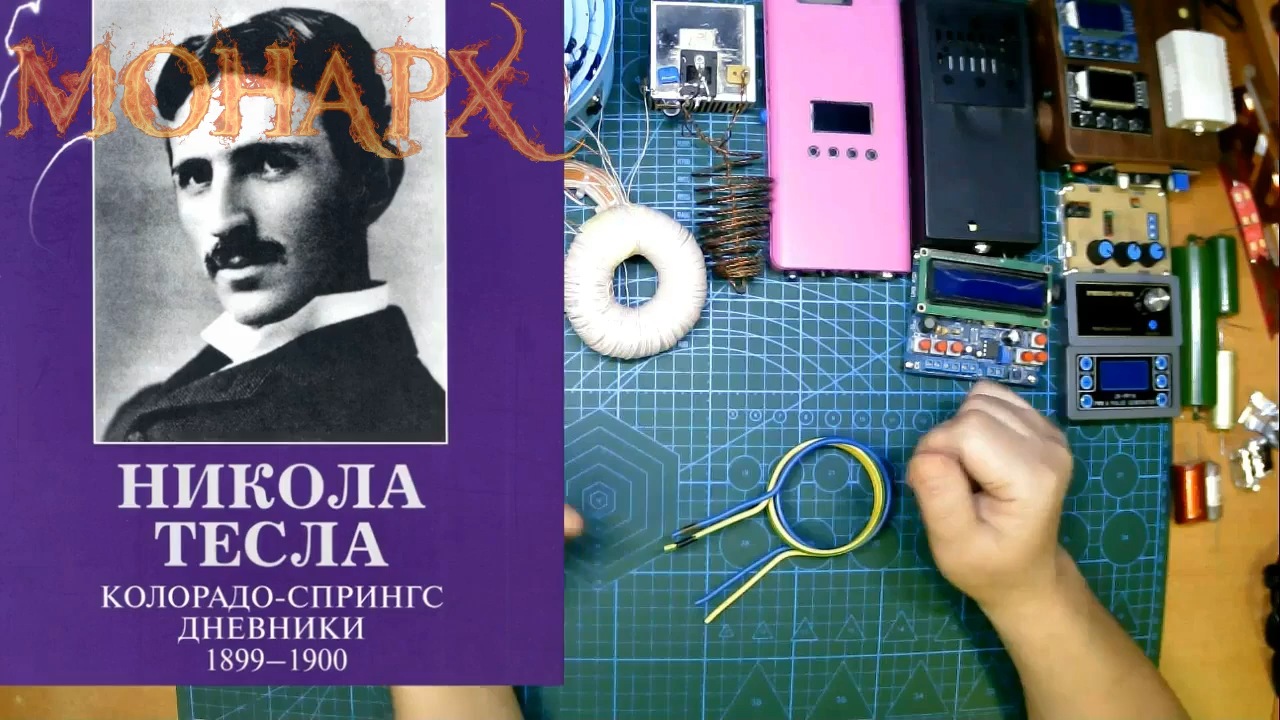 МОНАРХ
НИКОЛА
ТЕСЛА
КОЛОРАДО-СПРИНГС
ДНЕВНИКИ
1899–1900